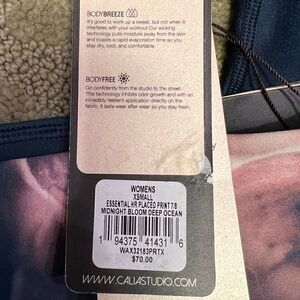 BODYBREEZE
It's good to work up a sweat, but not when it
interferes with your workout. Our wicking
technology pulls moisture away from the skin
and boosts a rapid evaporation time so you
stay dry, cool, and comfortable.
BODYFREE
Go confidently from the studio to the street.
This technology inhibits odor growth and with an
incredibly resilient application directly on the
fabric, it lasts wear after wear so you stay fresh.
WOMENS
XSMALL
ESSENTIAL HR PLACED PRINT 7/8
MIDNIGHT BLOOM DEEP OCEAN
1 94375 41431 6
WAX32183PRTX
$70.00
WWW.CALIASTUDIO.COM